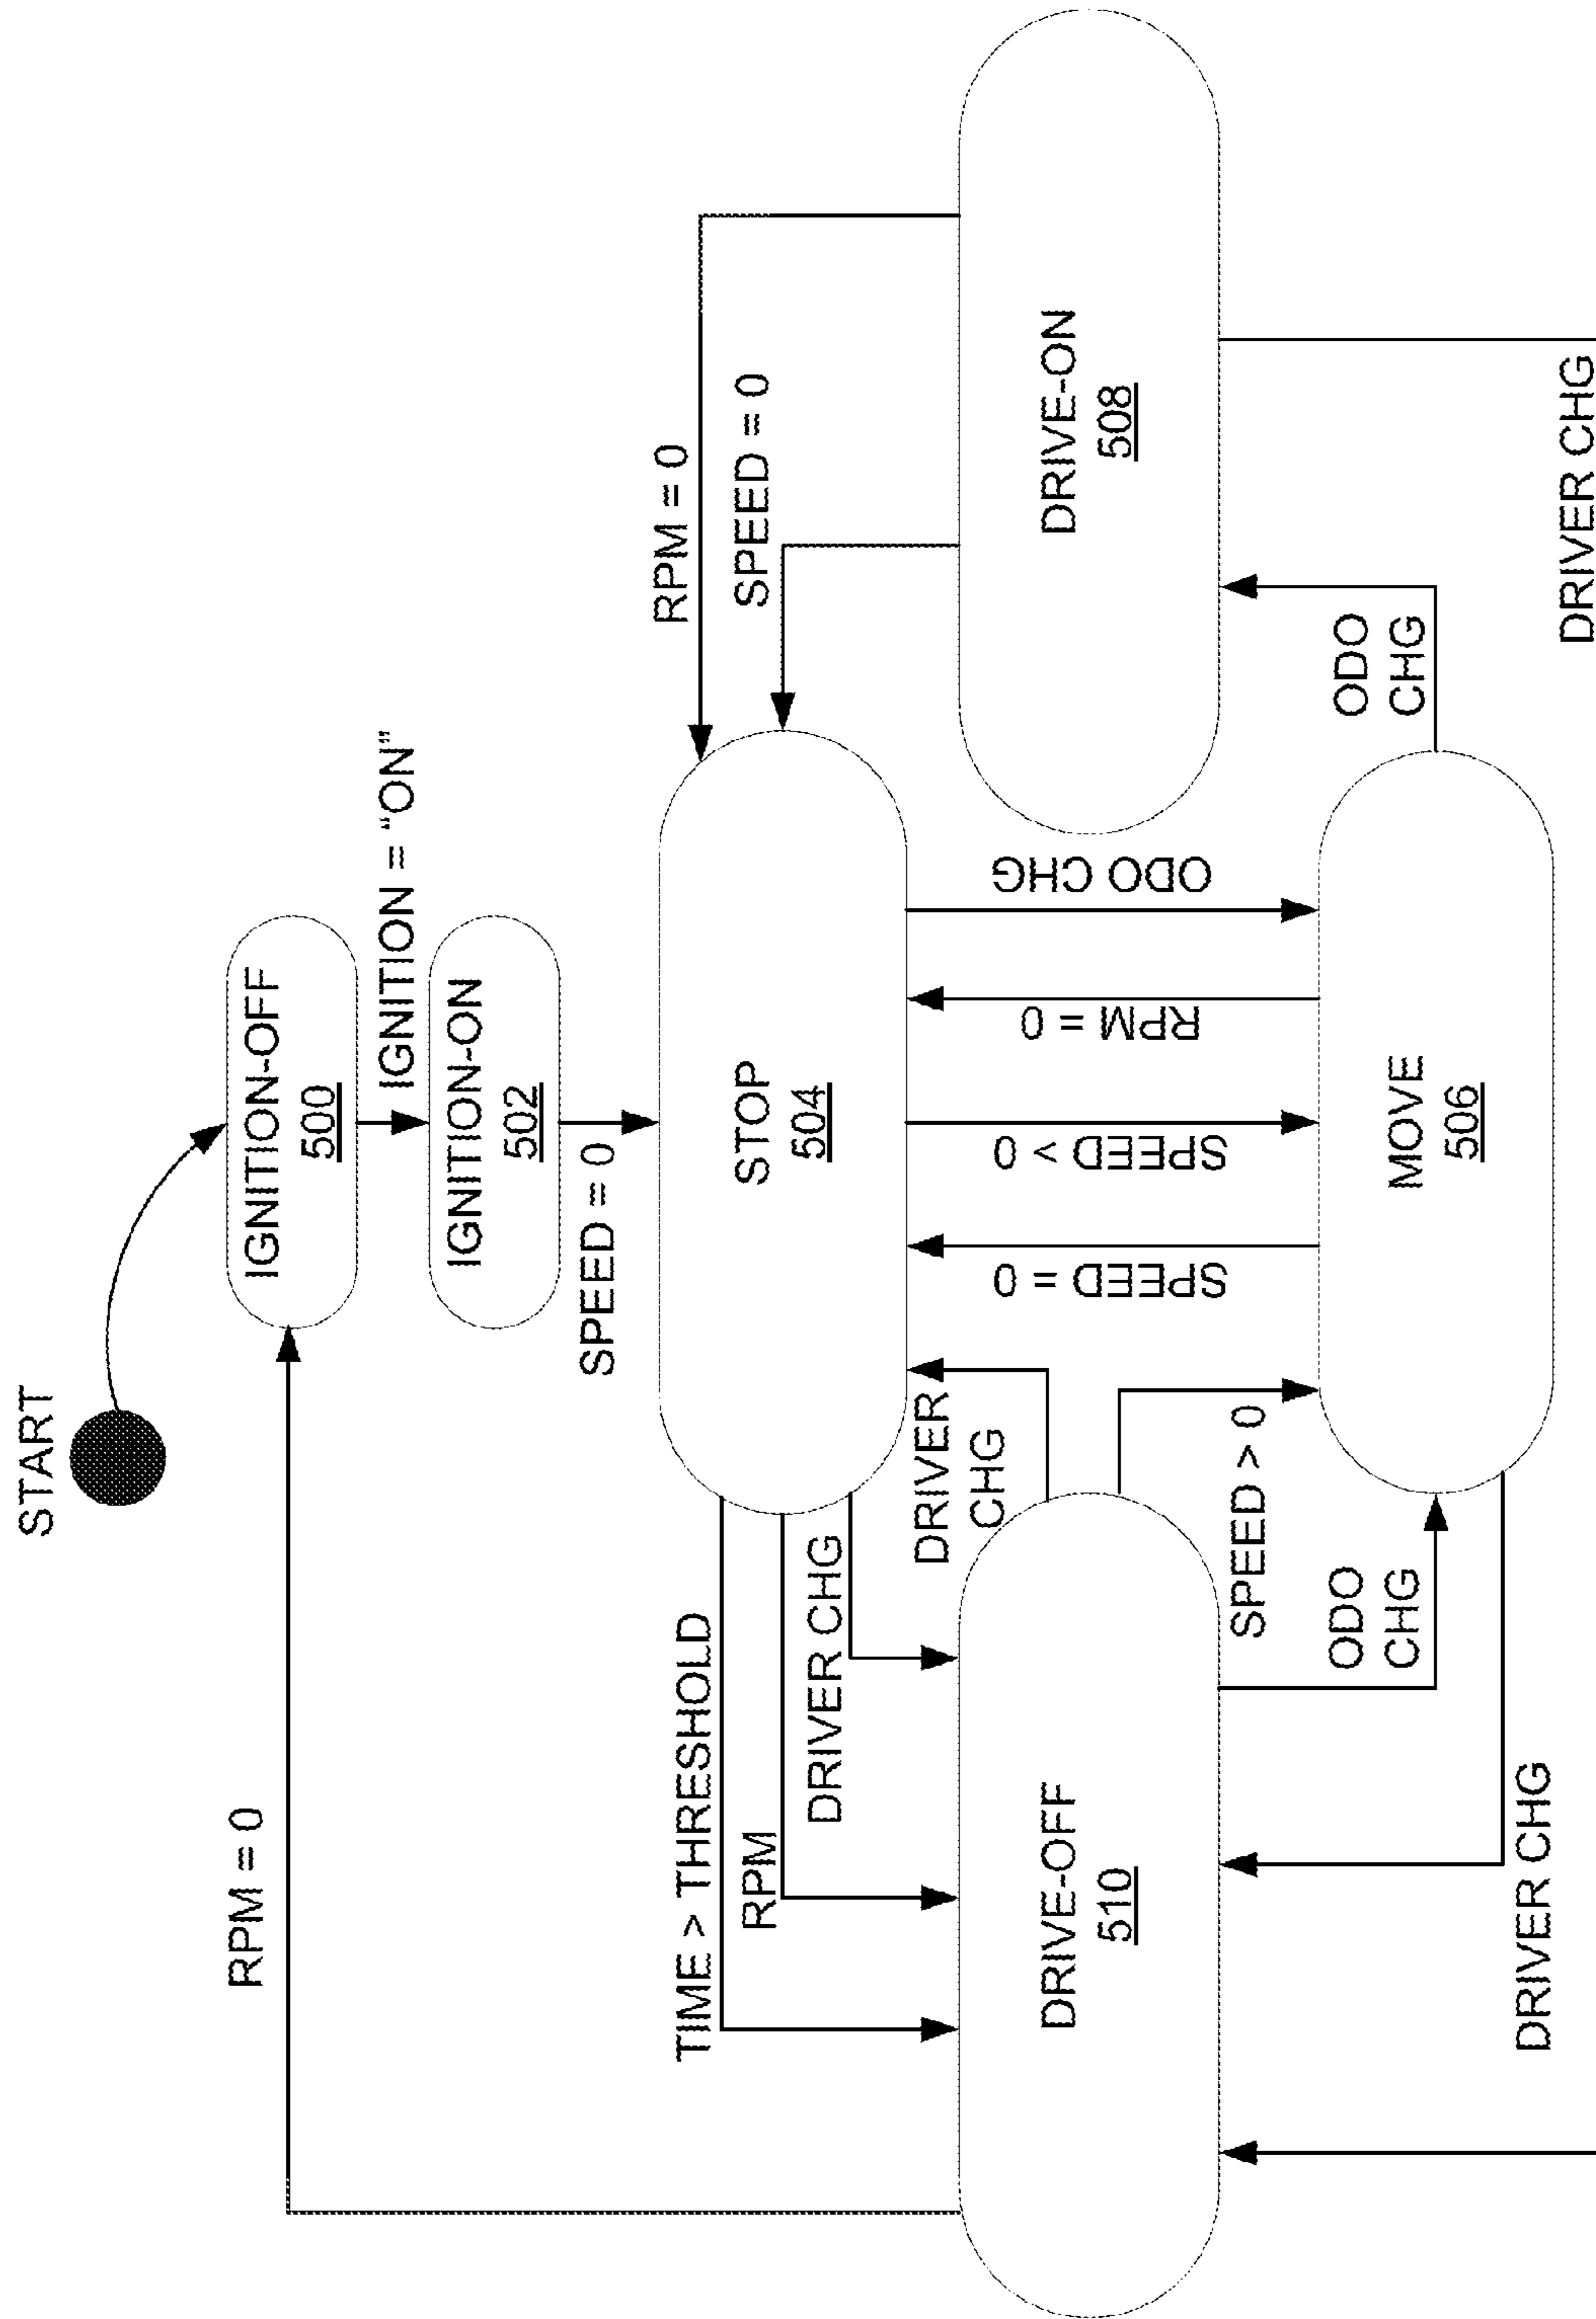 START
IGNITION-OFF
500
IGNITION = “ON”
IGNITION-ON
502
SPEED = 0
RPM = 0
RPM = 0
SPEED = 0
STOP
504
TIME > THRESHOLD
RPM
DRIVER CHG
DRIVER
CHG
SPEED = 0
SPEED > 0
RPM = 0
ODO CHG
DRIVE-OFF
510
DRIVE-ON
508
SPEED > 0
ODO
CHG
MOVE
506
ODO
CHG
DRIVER CHG
DRIVER CHG